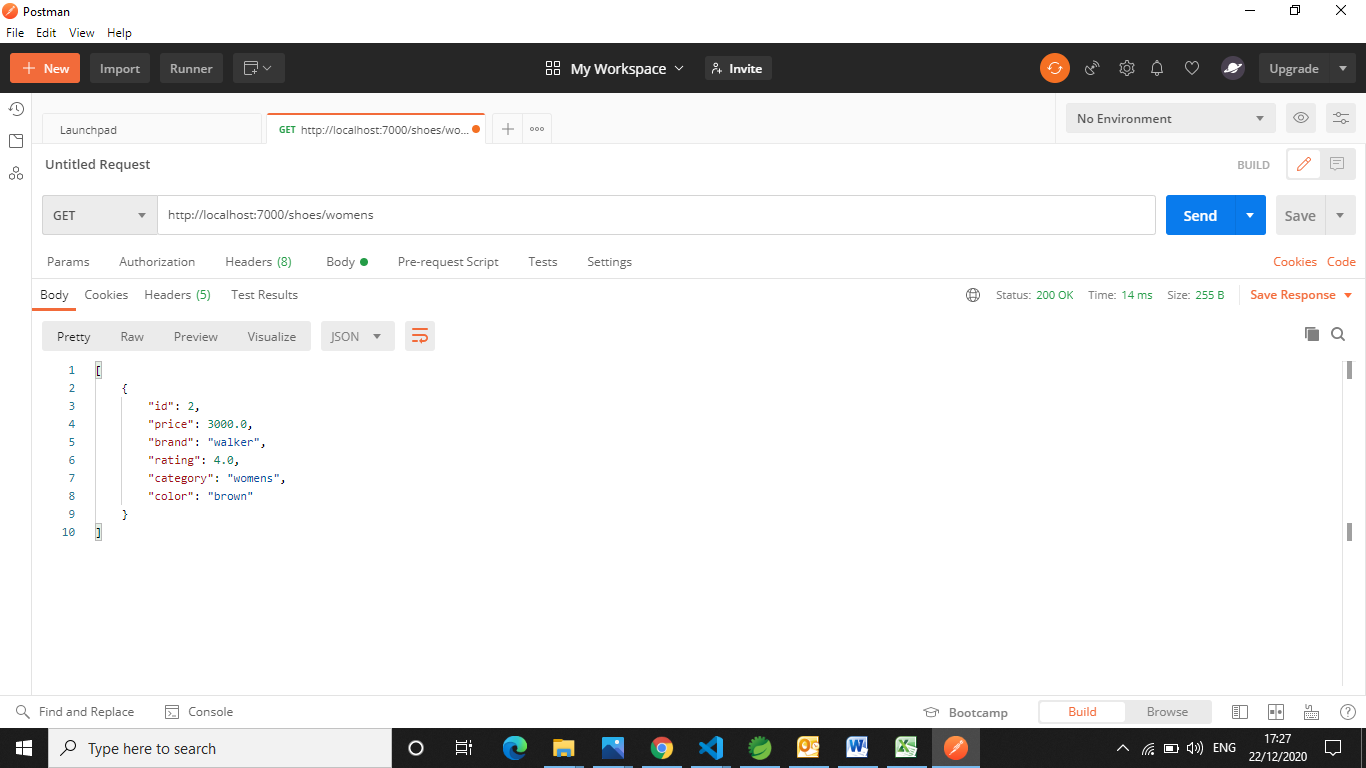 Postman
File Edit View Help
New Import Runner My Workspace Invite Upgrade
Launchpad GET http://localhost:7000/shoes/wo... No Environment
Untitled Request BUILD
GET http://localhost:7000/shoes/womens Send Save
Params Authorization Headers (8) Body Pre-request Script Tests Settings Cookies Code
Body Cookies Headers (5) Test Results Status: 200 OK Time: 14 ms Size: 255 B Save Response
Pretty Raw Preview Visualize JSON
1 [
2 {
3 "id": 2,
4 "price": 3000.0,
5 "brand": "walker",
6 "rating": 4.0,
7 "category": "womens",
8 "color": "brown"
9 }
10 ]
Find and Replace Console Bootcamp Build Browse
Type here to search ENG 17:27
22/12/2020